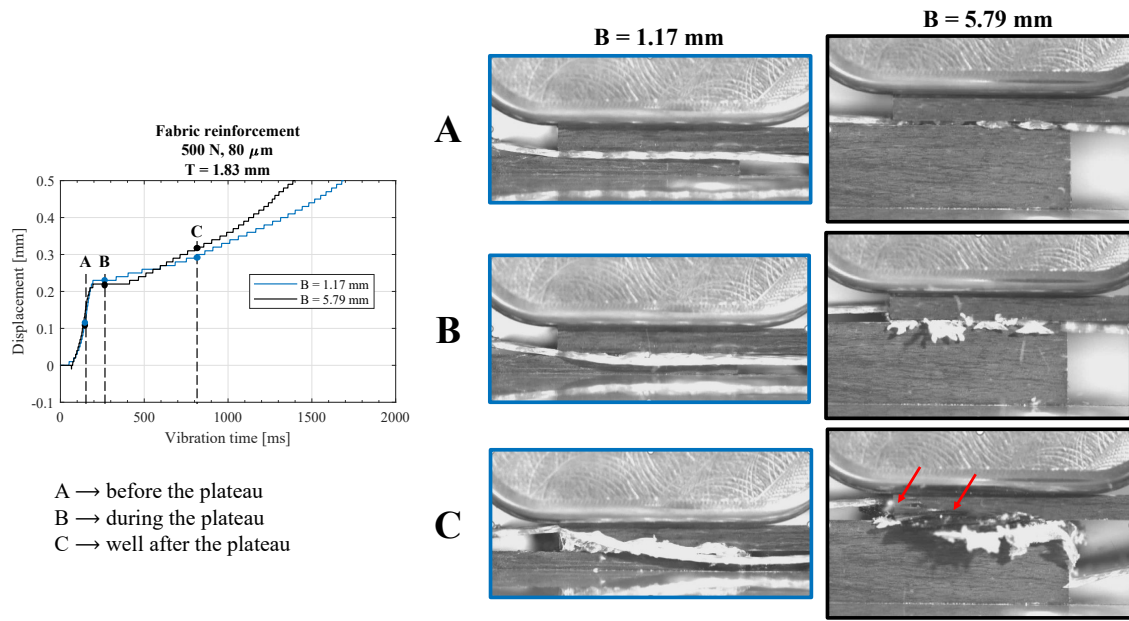 B = 1.17 mm
B = 5.79 mm
Fabric reinforcement
500 N, 80 μm
T = 1.83 mm
Displacement [mm]
0.5
0.4
0.3
0.2
0.1
0
-0.1
A
B
C
B = 1.17 mm
B = 5.79 mm
0
500
1000
1500
2000
Vibration time [ms]
A → before the plateau
B → during the plateau
C → well after the plateau
A
B
C